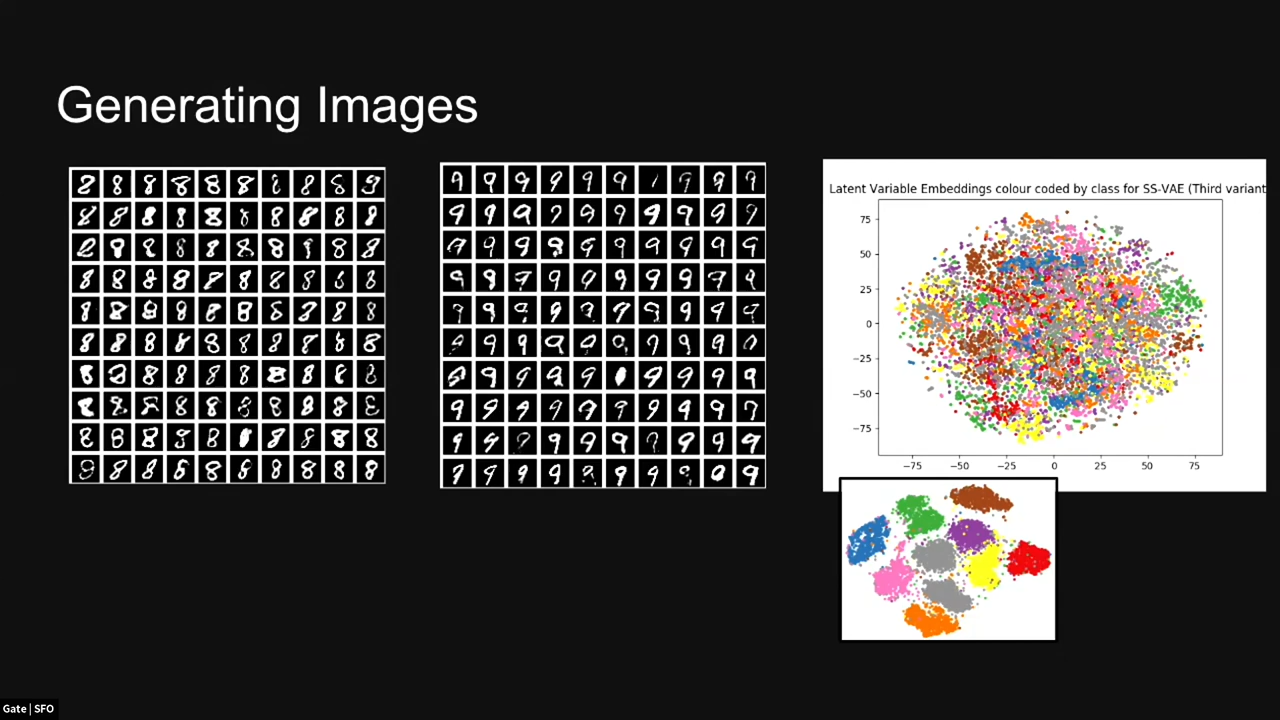 Generating Images
Latent Variable Embeddings colour coded by class for SS-VAE (Third variant
75
50
25
0
−25
−50
−75
−75 −50 −25 0 25 50 75
Gate | SFO